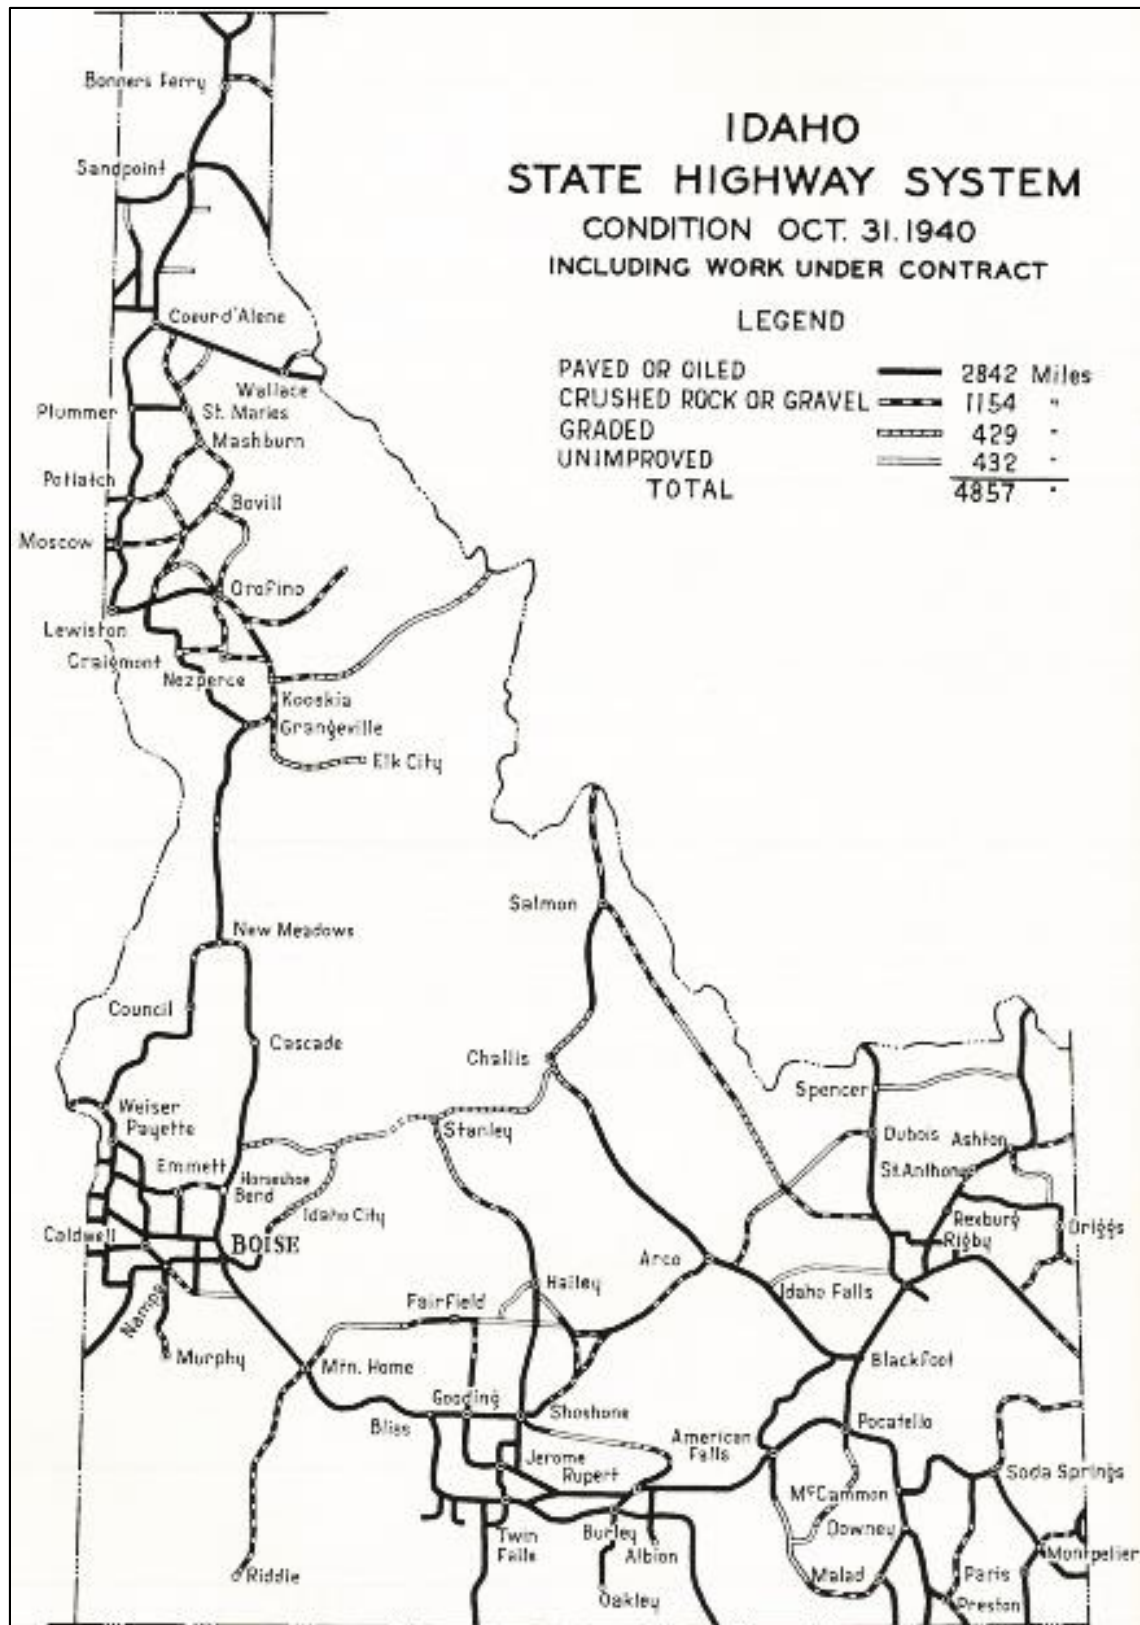 IDAHO
STATE HIGHWAY SYSTEM
CONDITION OCT. 31. 1940
INCLUDING WORK UNDER CONTRACT
LEGEND
PAVED OR OILED 2842 Miles
CRUSHED ROCK OR GRAVEL 1154 "
GRADED 429 "
UNIMPROVED 432 "
TOTAL 4857 "
Bonners Ferry
Sandpoint
Coeur d'Alene
Wallace
Plummer
St. Maries
Mashburn
Potlatch
Bovill
Moscow
Orofino
Lewiston
Craigmont
Nezperce
Kooskia
Grangeville
Elk City
Salmon
New Meadows
Council
Cascade
Challis
Spencer
Weiser
Payette
Stanley
Dubois
Ashton
Emmett
Horseshoe
Bend
St. Anthony
Idaho City
Rexburg
Driggs
Caldwell
BOISE
Rigby
Arco
Hailey
Idaho Falls
Fairfield
Nampa
Murphy
Mtn. Home
Blackfoot
Gooding
Bliss
Shoshone
Pocatello
American
Falls
Jerome
Rupert
Soda Springs
McCammon
Downey
Twin
Falls
Burley
Albion
Montpelier
Riddle
Malad
Paris
Oakley
Preston